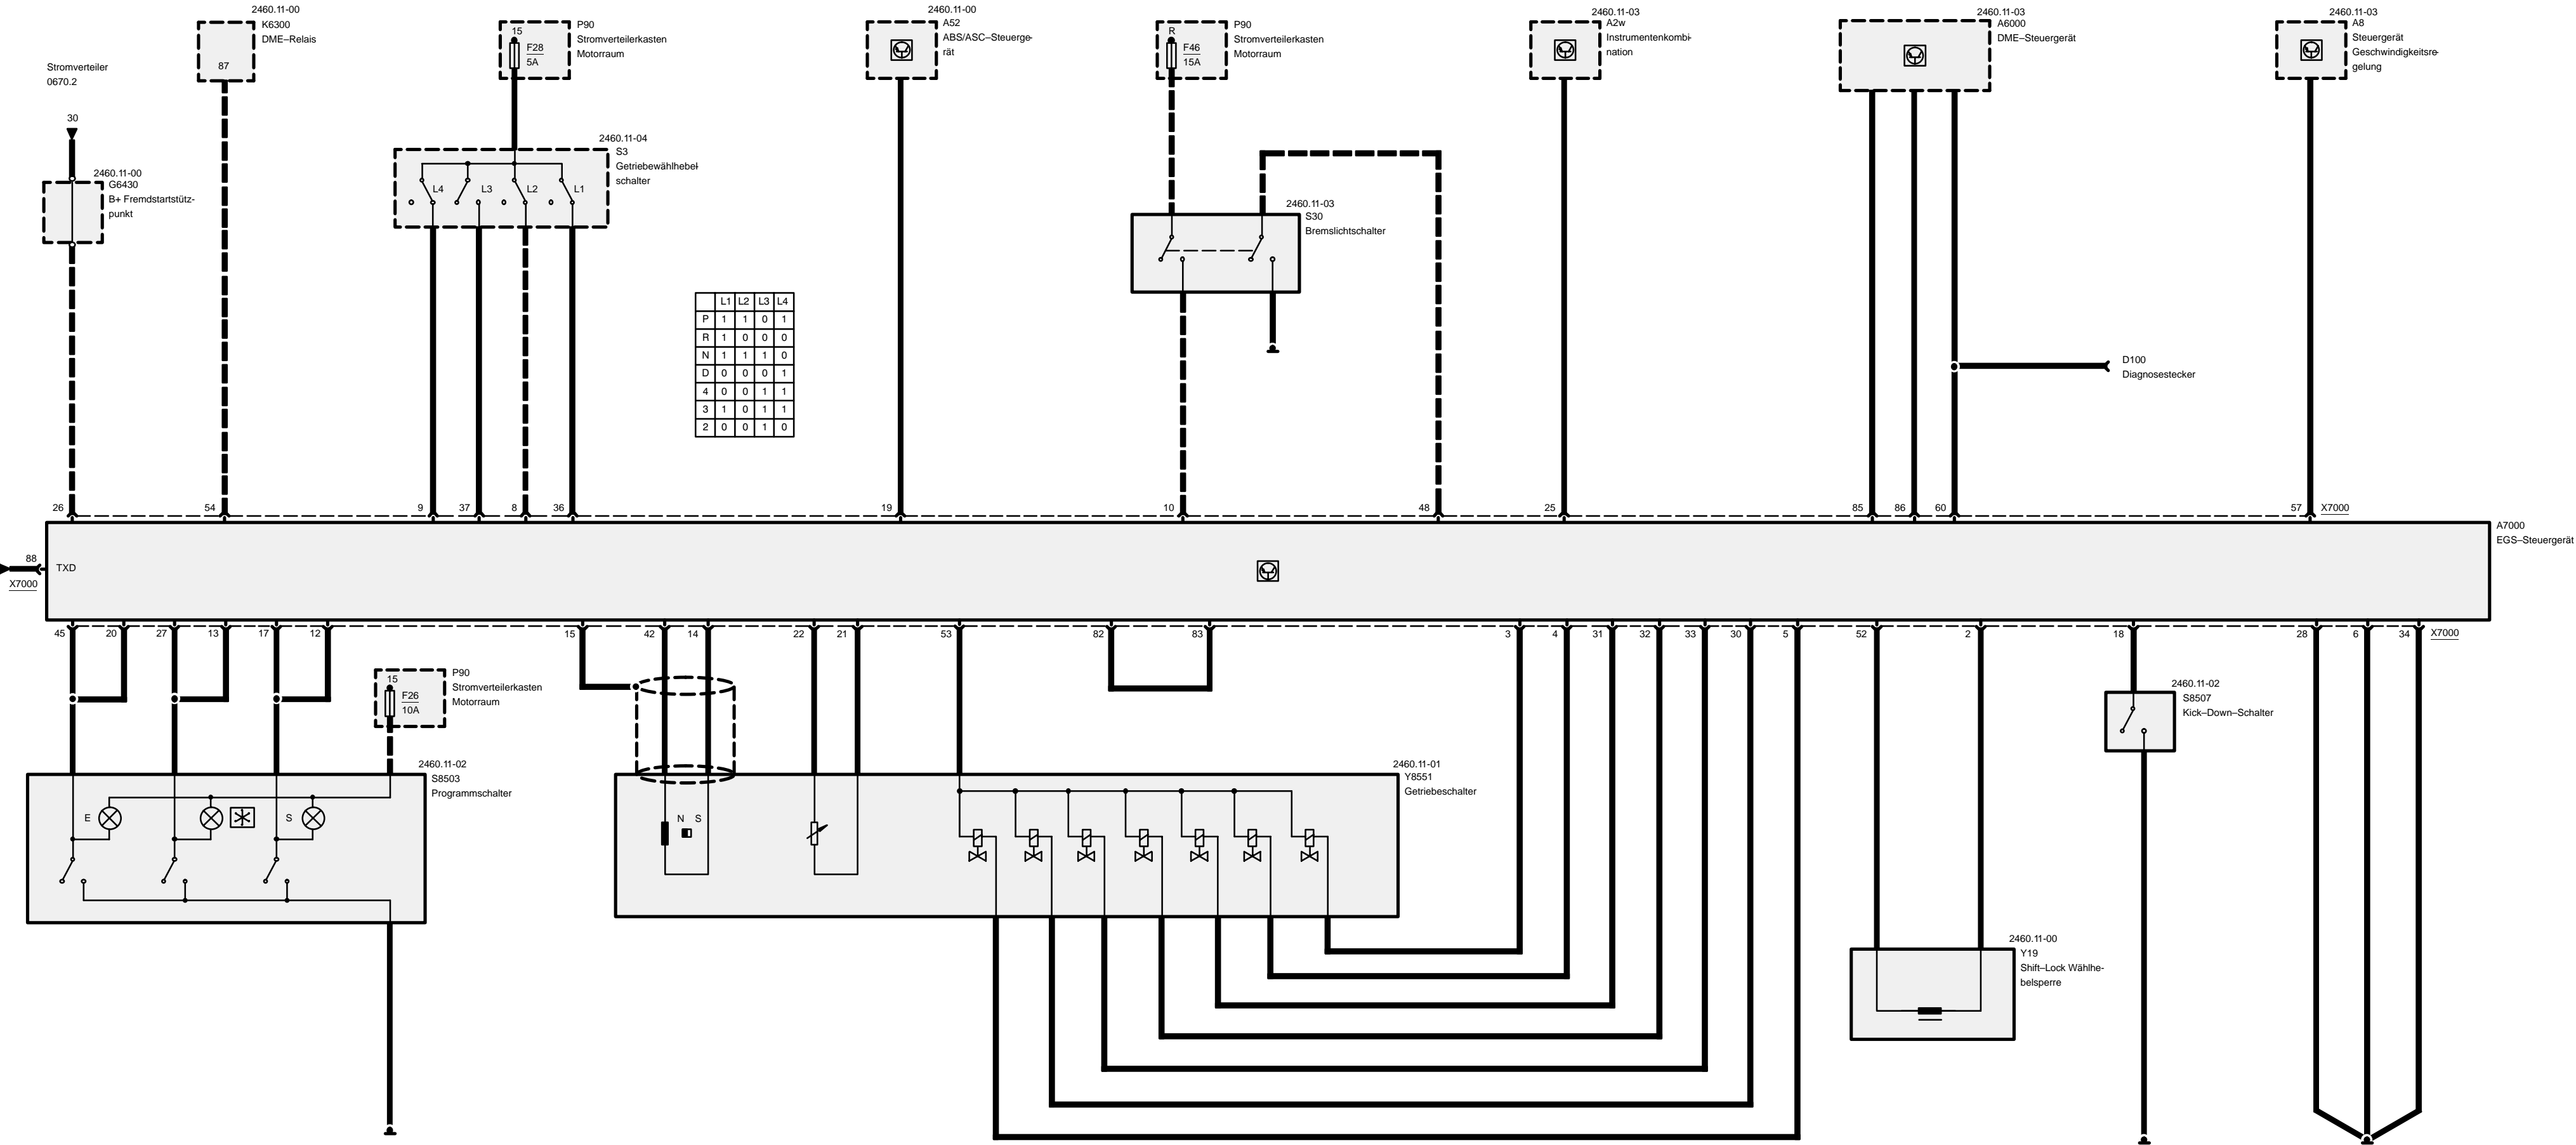 Stromverteiler
0670.2
30
2460.11-00
G6430
B+ Fremdstartstütz-
punkt
2460.11-00
K6300
DME–Relais
87
P90
Stromverteilerkasten
Motorraum
15
F28
5A
2460.11-04
S3
Getriebewählhebel-
schalter
L4
L3
L2
L1
2460.11-00
A52
ABS/ASC–Steuerge-
rät
P90
Stromverteilerkasten
Motorraum
R
F46
15A
2460.11-03
S30
Bremslichtschalter
2460.11-03
A2w
Instrumentenkombi-
nation
2460.11-03
A6000
DME–Steuergerät
D100
Diagnosestecker
2460.11-03
A8
Steuergerät
Geschwindigkeitsre-
gelung
L1 L2 L3 L4
P 1 1 0 1
R 1 0 0 0
N 1 1 1 0
D 0 0 0 1
4 0 0 1 1
3 1 0 1 1
2 0 0 1 0
26 54 9 37 8 36 19 10 48 25 85 86 60 57 X7000
A7000
EGS–Steuergerät
88
X7000
TXD
45 20 27 13 17 12 15 42 14 22 21 53 82 83 3 4 31 32 33 30 5 52 2 18 28 6 34 X7000
P90
Stromverteilerkasten
Motorraum
15
F26
10A
2460.11-02
S8503
Programmschalter
E
S
2460.11-01
Y8551
Getriebeschalter
N S
2460.11-02
S8507
Kick–Down–Schalter
2460.11-00
Y19
Shift–Lock Wählhe-
belsperre